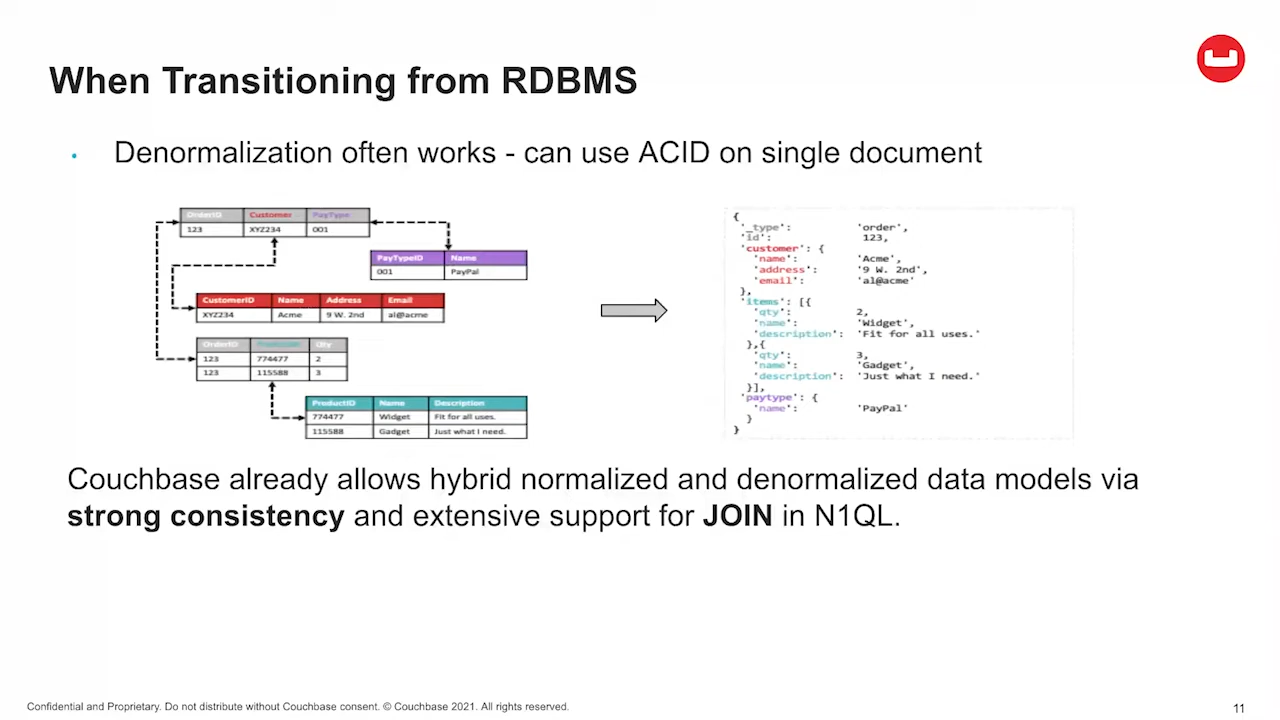 When Transitioning from RDBMS
• Denormalization often works - can use ACID on single document
OrderID Customer PayType
123 XYZ234 001
PayTypeID Name
001 PayPal
CustomerID Name Address Email
XYZ234 Acme 9 W. 2nd al@acme
OrderID ProductID Qty
123 774477 2
123 115588 3
ProductID Name Description
774477 Widget Fit for all uses.
115588 Gadget Just what I need.
{
'_type': 'order',
'id': 123,
'customer': {
'name': 'Acme',
'address': '9 W. 2nd',
'email': 'al@acme'
},
'items': [{
'qty': 2,
'name': 'Widget',
'description': 'Fit for all uses.'
},{
'qty': 3,
'name': 'Gadget',
'description': 'Just what I need.'
}],
'paytype': {
'name': 'PayPal'
}
}
Couchbase already allows hybrid normalized and denormalized data models via
strong consistency and extensive support for JOIN in N1QL.
Confidential and Proprietary. Do not distribute without Couchbase consent. © Couchbase 2021. All rights reserved.
11